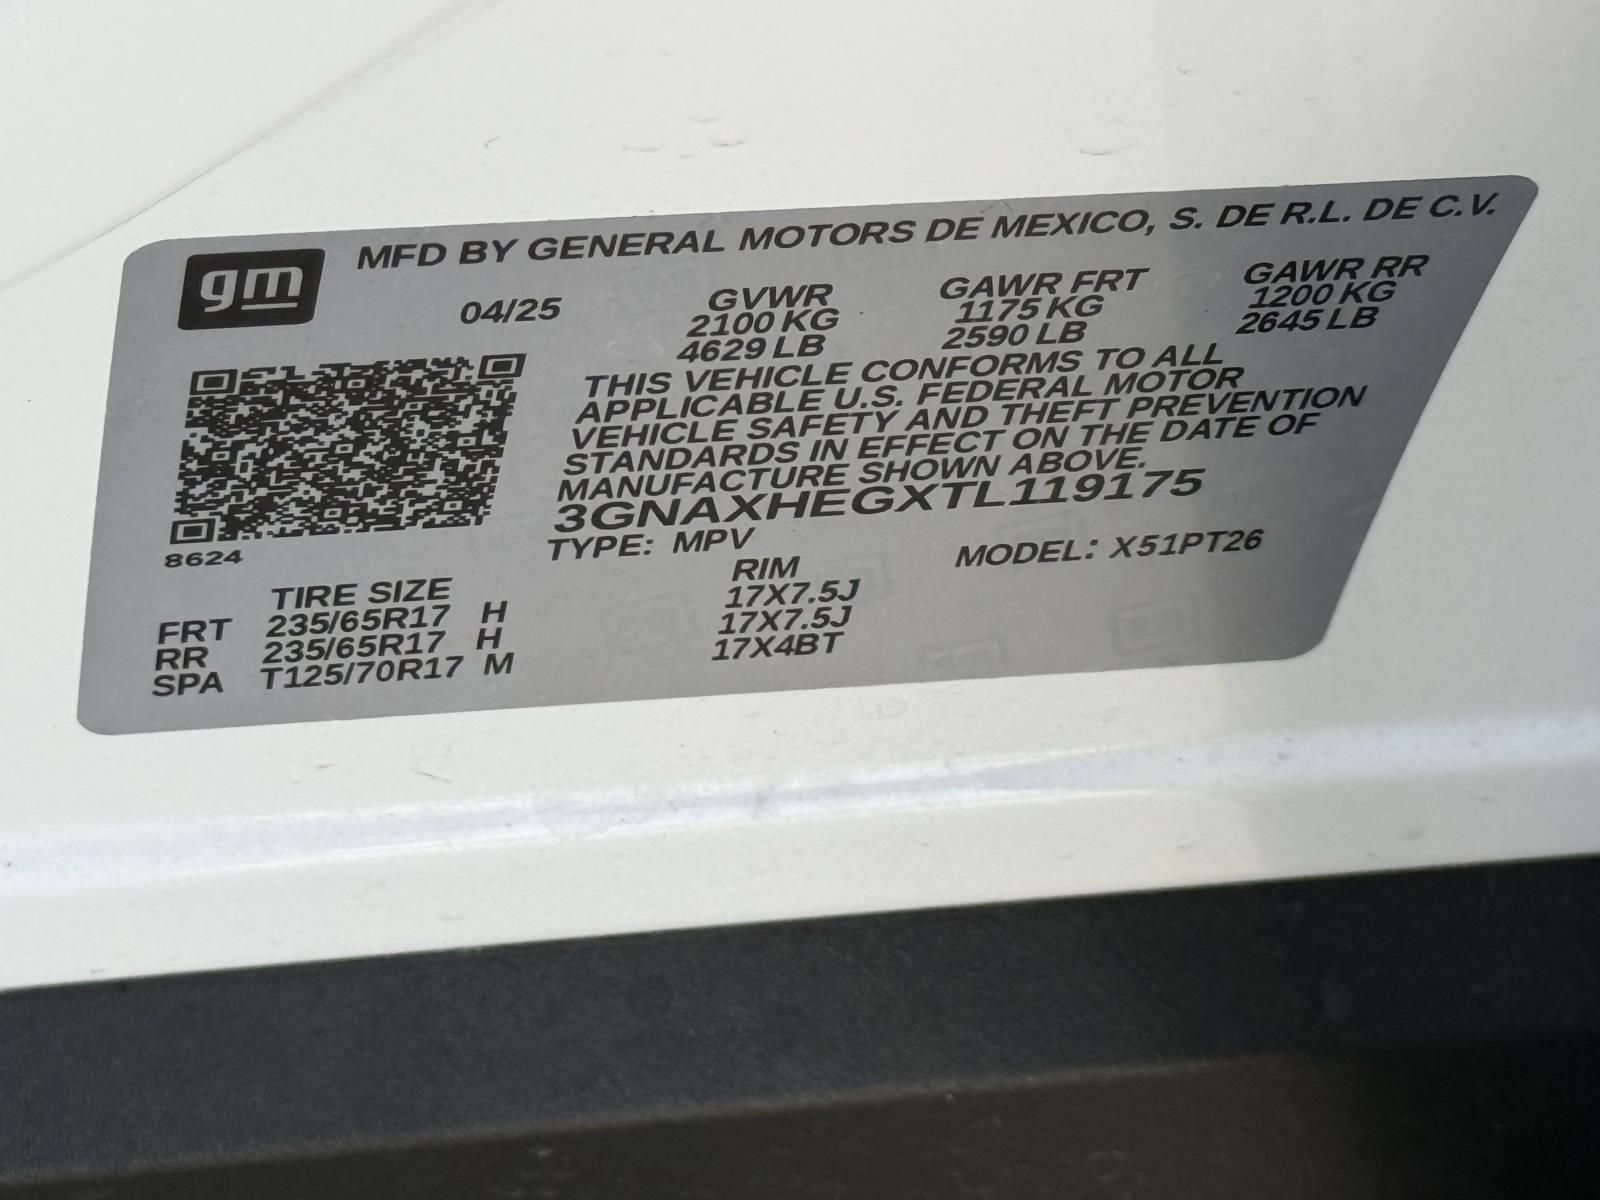 gm
MFD BY GENERAL MOTORS DE MEXICO, S. DE R.L. DE C.V.
04/25
GVWR GAWR FRT GAWR RR
2100 KG 1175 KG 1200 KG
4629 LB 2590 LB 2645 LB
THIS VEHICLE CONFORMS TO ALL
APPLICABLE U.S. FEDERAL MOTOR
VEHICLE SAFETY AND THEFT PREVENTION
STANDARDS IN EFFECT ON THE DATE OF
MANUFACTURE SHOWN ABOVE.
3GNAXHEGXTL119175
8624
TYPE: MPV MODEL: X51PT26
TIRE SIZE RIM
FRT 235/65R17 H 17X7.5J
RR 235/65R17 H 17X7.5J
SPA T125/70R17 M 17X4BT